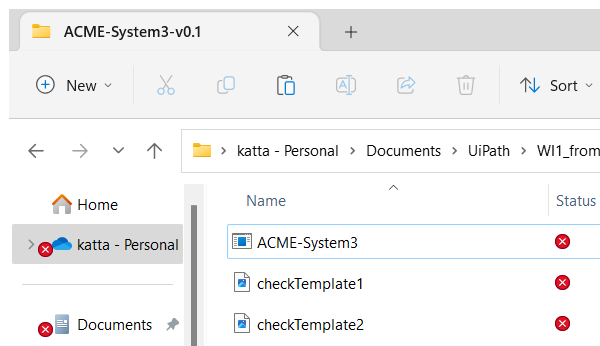 ACME-System3-v0.1
New Sort
katta - Personal Documents UiPath WI1_from
Home
katta - Personal
Documents
Name Status
ACME-System3
checkTemplate1
checkTemplate2